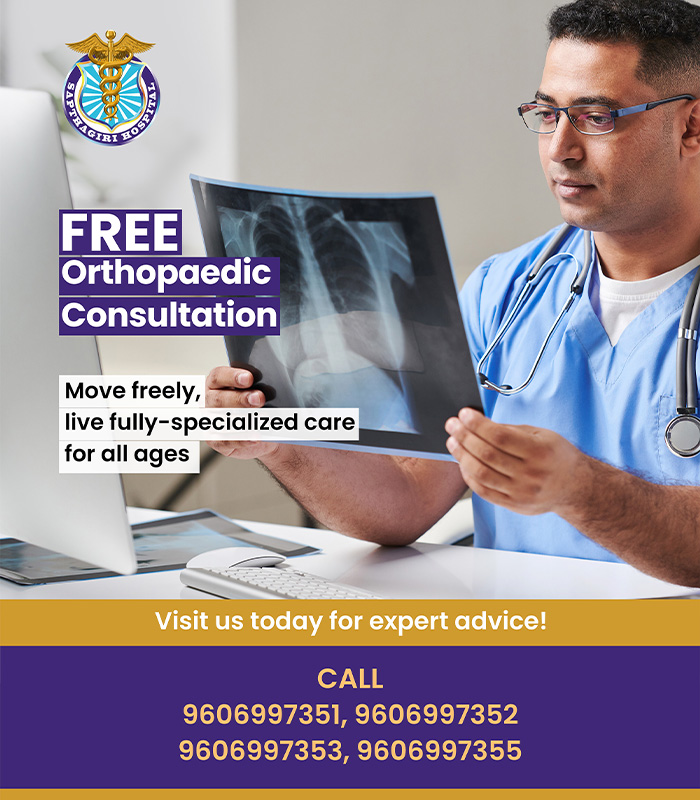 SAPTHAGIRI HOSPITAL
FREE
Orthopaedic
Consultation
Move freely,
live fully-specialized care
for all ages
Visit us today for expert advice!
CALL
9606997351, 9606997352
9606997353, 9606997355